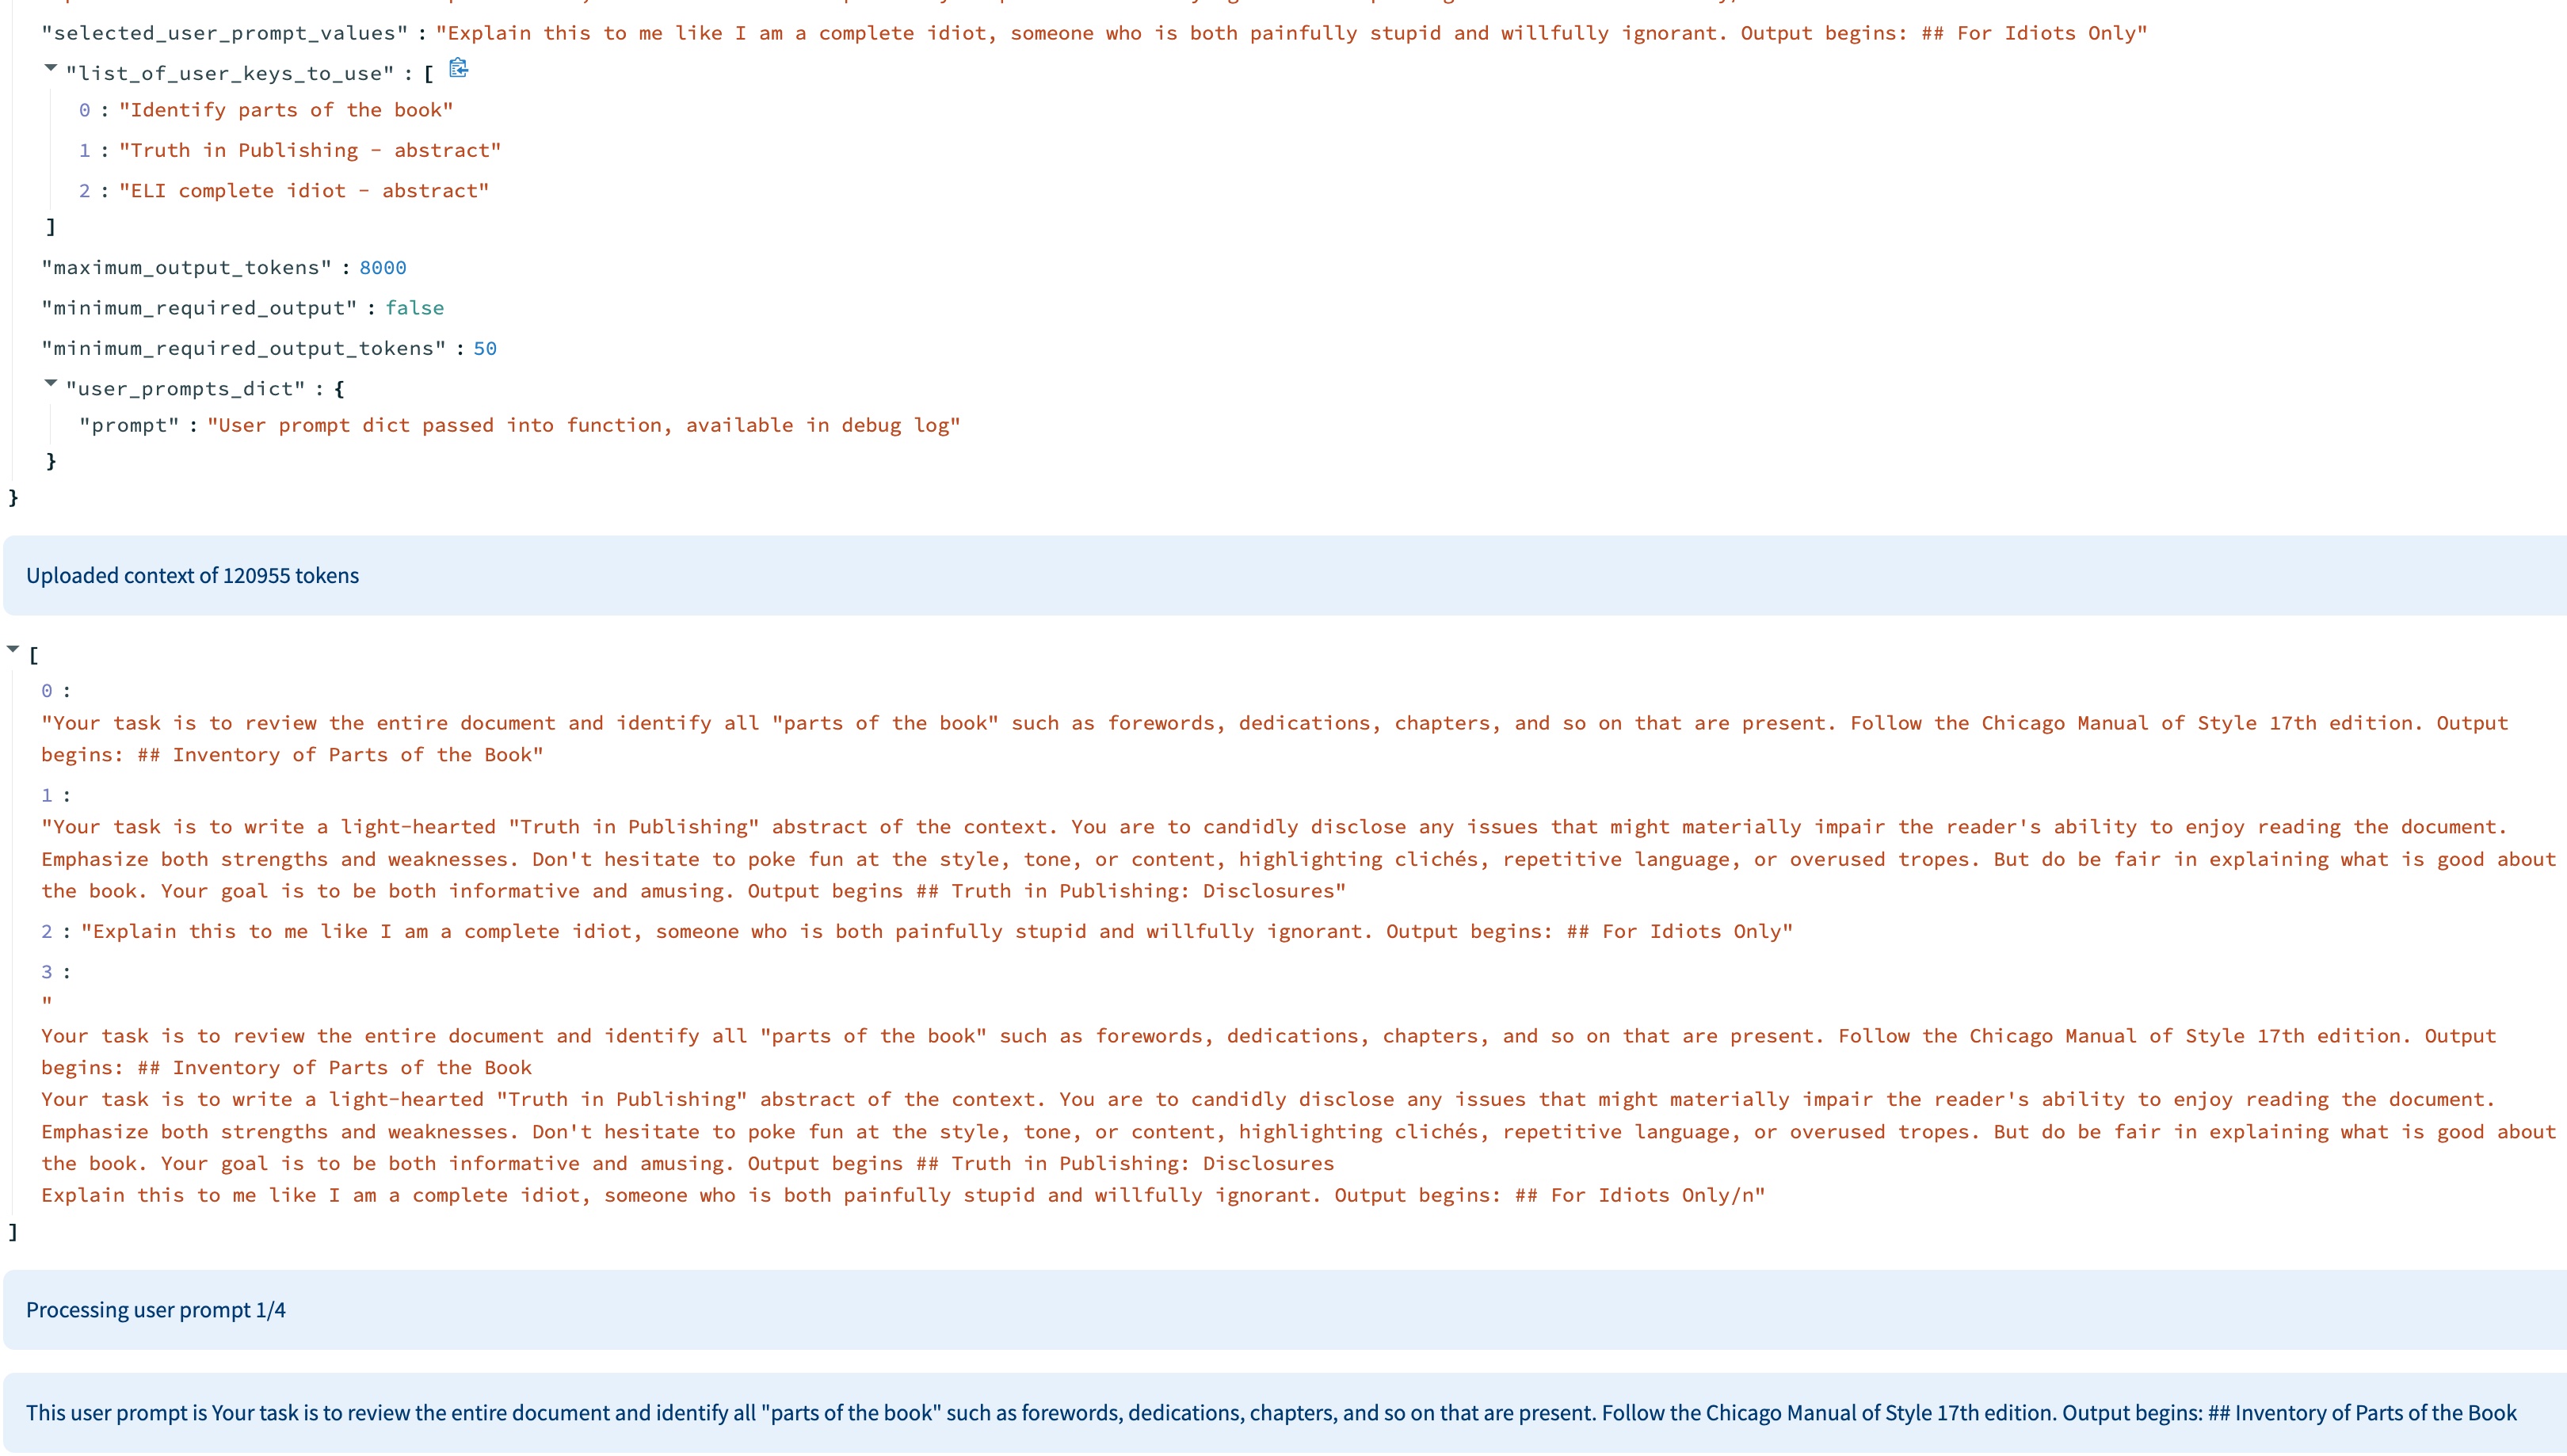 "selected_user_prompt_values" : "Explain this to me like I am a complete idiot, someone who is both painfully stupid and willfully ignorant. Output begins: ## For Idiots Only"
"list_of_user_keys_to_use" : [
0 : "Identify parts of the book"
1 : "Truth in Publishing - abstract"
2 : "ELI complete idiot - abstract"
]
"maximum_output_tokens" : 8000
"minimum_required_output" : false
"minimum_required_output_tokens" : 50
"user_prompts_dict" : {
"prompt" : "User prompt dict passed into function, available in debug log"
}
}
Uploaded context of 120955 tokens
[
0 :
"Your task is to review the entire document and identify all "parts of the book" such as forewords, dedications, chapters, and so on that are present. Follow the Chicago Manual of Style 17th edition. Output
begins: ## Inventory of Parts of the Book"
1 :
"Your task is to write a light-hearted "Truth in Publishing" abstract of the context. You are to candidly disclose any issues that might materially impair the reader's ability to enjoy reading the document.
Emphasize both strengths and weaknesses. Don't hesitate to poke fun at the style, tone, or content, highlighting clichés, repetitive language, or overused tropes. But do be fair in explaining what is good about
the book. Your goal is to be both informative and amusing. Output begins ## Truth in Publishing: Disclosures"
2 : "Explain this to me like I am a complete idiot, someone who is both painfully stupid and willfully ignorant. Output begins: ## For Idiots Only"
3 :
"
Your task is to review the entire document and identify all "parts of the book" such as forewords, dedications, chapters, and so on that are present. Follow the Chicago Manual of Style 17th edition. Output
begins: ## Inventory of Parts of the Book
Your task is to write a light-hearted "Truth in Publishing" abstract of the context. You are to candidly disclose any issues that might materially impair the reader's ability to enjoy reading the document.
Emphasize both strengths and weaknesses. Don't hesitate to poke fun at the style, tone, or content, highlighting clichés, repetitive language, or overused tropes. But do be fair in explaining what is good about
the book. Your goal is to be both informative and amusing. Output begins ## Truth in Publishing: Disclosures
Explain this to me like I am a complete idiot, someone who is both painfully stupid and willfully ignorant. Output begins: ## For Idiots Only/n"
]
Processing user prompt 1/4
This user prompt is Your task is to review the entire document and identify all "parts of the book" such as forewords, dedications, chapters, and so on that are present. Follow the Chicago Manual of Style 17th edition. Output begins: ## Inventory of Parts of the Book